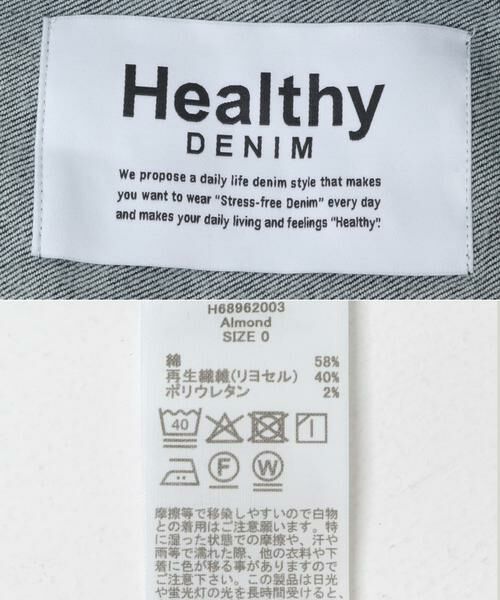 Healthy
DENIM
We propose a daily life denim style that makes
you want to wear "Stress-free Denim" every day
and makes your daily living and feelings "Healthy".
H68962003
Almond
SIZE 0
綿 58%
再生繊維(リヨセル) 40%
ポリウレタン 2%
40
F W
摩擦等で移染しやすいので白物
との着用はご注意願います。特
に湿った状態での摩擦や、汗や
雨等で濡れた際、他の衣料や下
着に色が移る事がありますので
ご注意下さい。この製品は日光
や蛍光灯の光を長時間受けると、